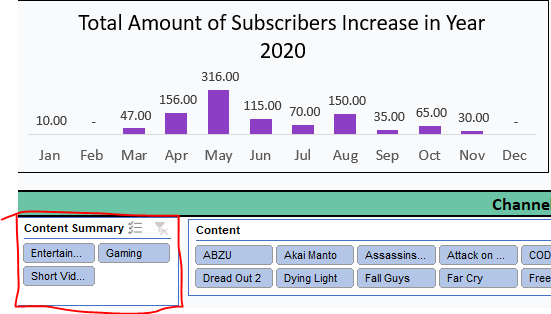 Total Amount of Subscribers Increase in Year
2020
10.00 - 47.00 156.00 316.00 115.00 70.00 150.00 35.00 65.00 30.00 -
Jan Feb Mar Apr May Jun Jul Aug Sep Oct Nov Dec
Channe
Content Summary
Entertain... Gaming
Short Vid...
Content
ABZU Akai Manto Assassins... Attack on ... COD
Dread Out 2 Dying Light Fall Guys Far Cry Free